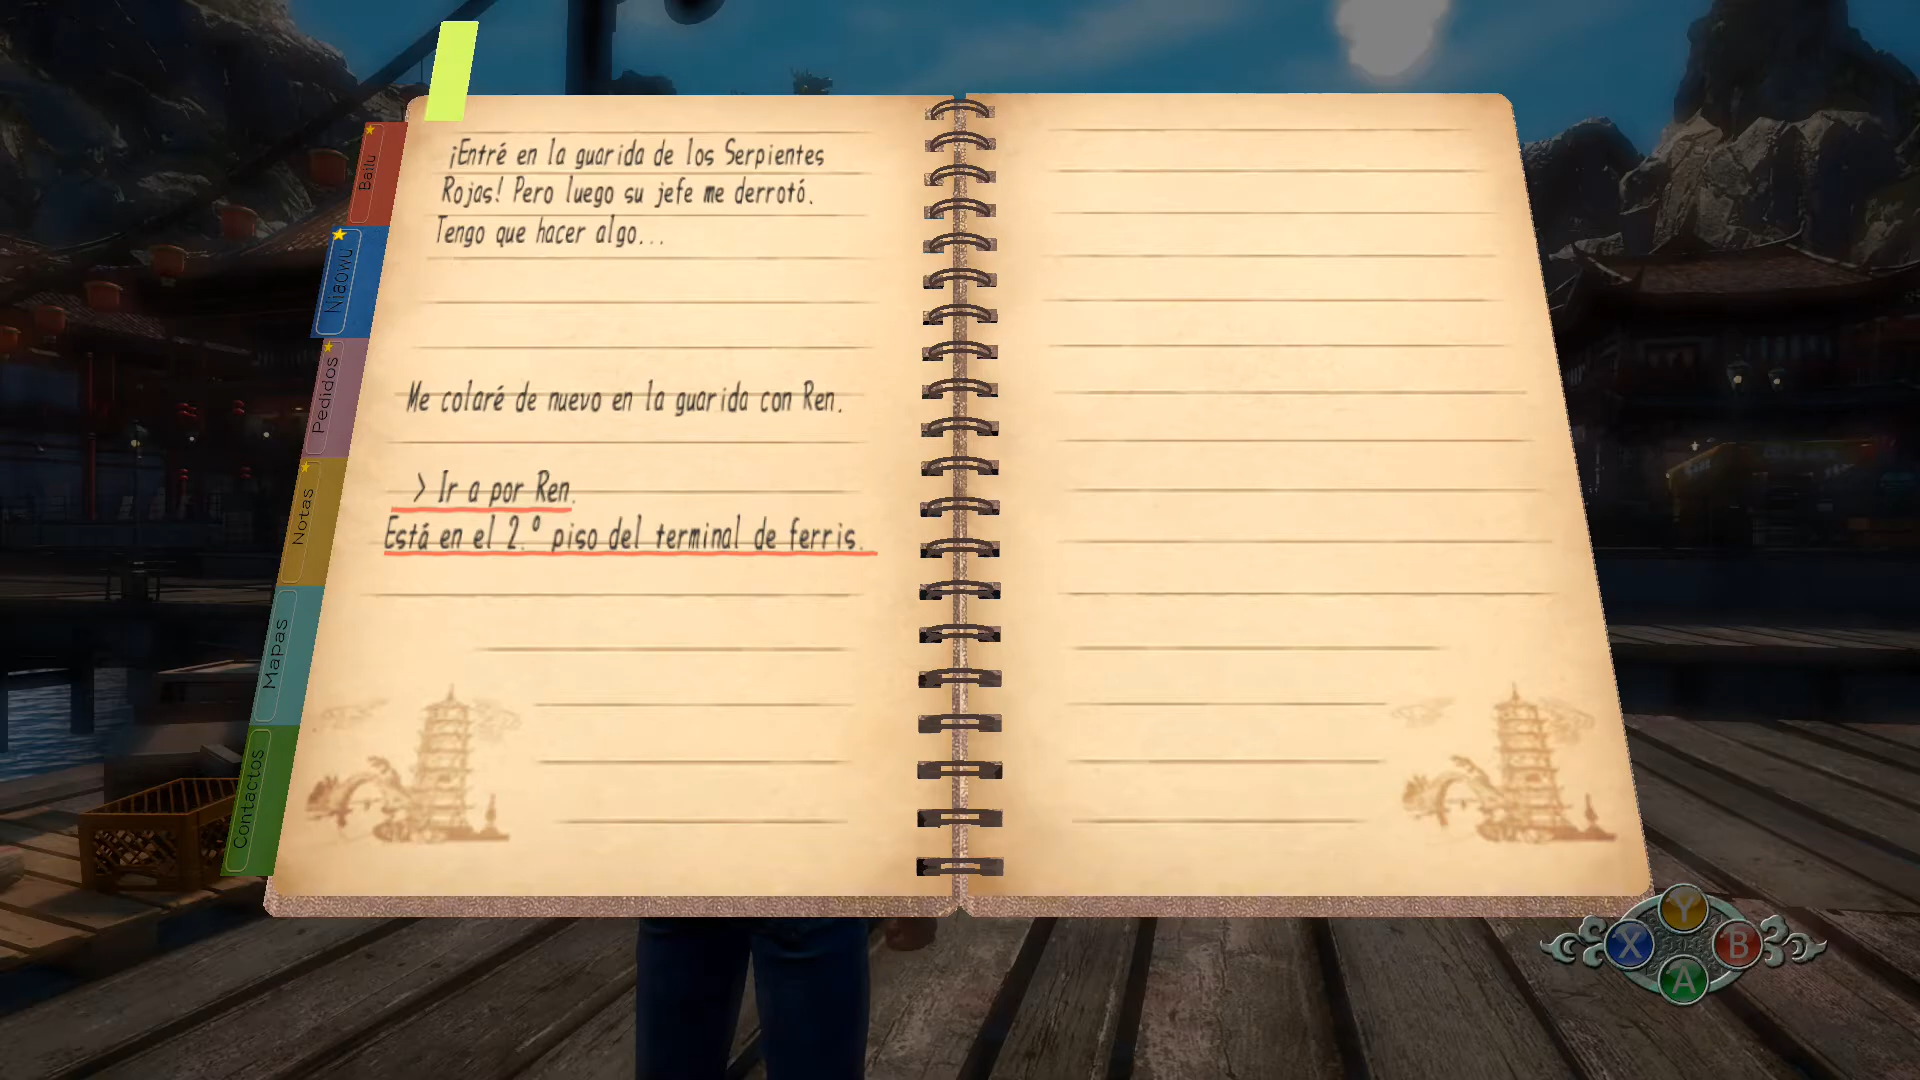 ¡Entré en la guarida de los Serpientes
Rojas! Pero luego su jefe me derrotó.
Tengo que hacer algo...
Me colaré de nuevo en la guarida con Ren.
> Ir a por Ren.
Está en el 2.º piso del terminal de ferris.
Bailu
Niaowu
Pedidos
Notas
Mapas
Contactos
Y
X
B
A